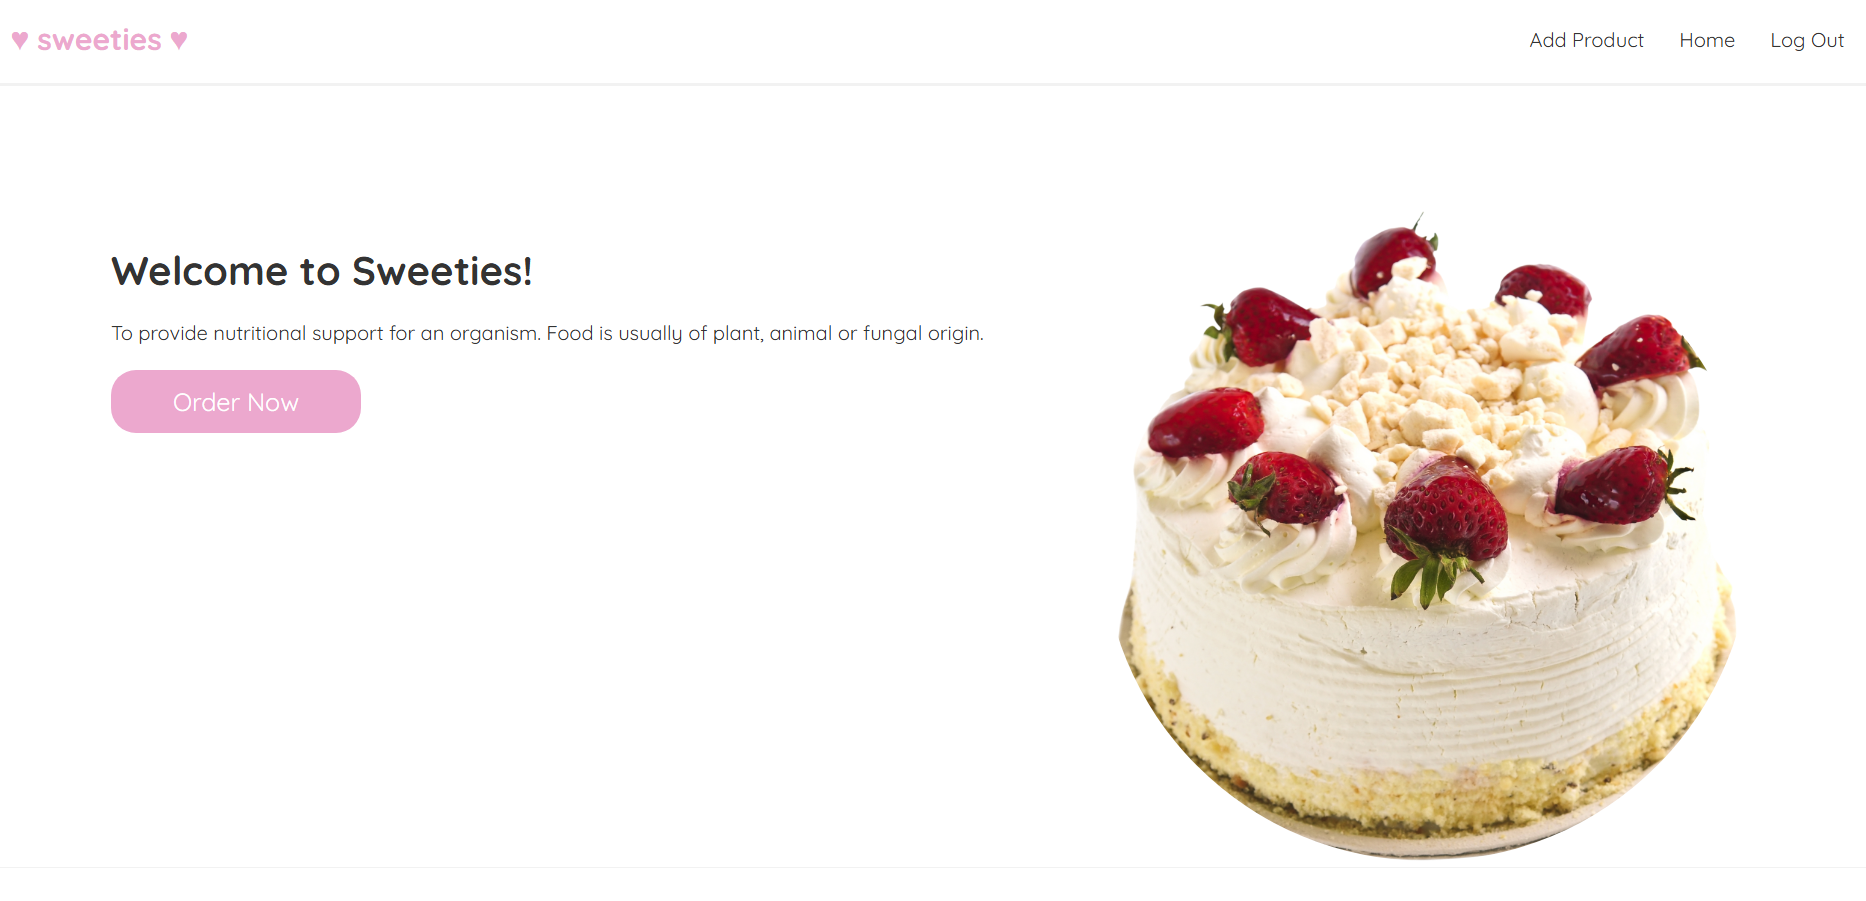 ♥ sweeties ♥
Add Product Home Log Out
Welcome to Sweeties!
To provide nutritional support for an organism. Food is usually of plant, animal or fungal origin.
Order Now